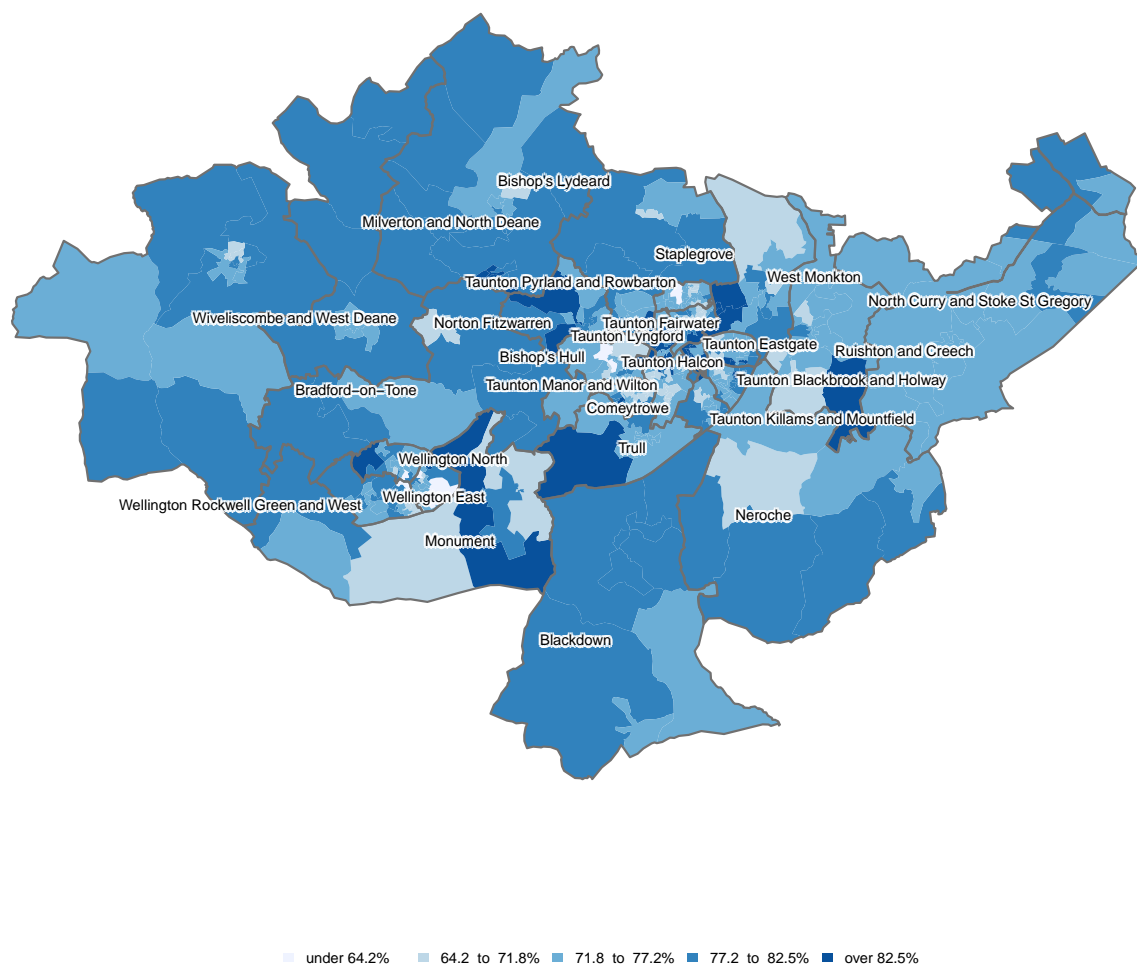 Bishop's Lydeard
Milverton and North Deane
Staplegrove
West Monkton
Taunton Pyrland and Rowbarton
North Curry and Stoke St Gregory
Wiveliscombe and West Deane
Norton Fitzwarren
Taunton Fairwater
Taunton Lyngford
Taunton Eastgate
Ruishton and Creech
Bishop's Hull
Taunton Halcon
Taunton Manor and Wilton
Taunton Blackbrook and Holway
Bradford–on–Tone
Comeytrowe
Taunton Killams and Mountfield
Trull
Wellington North
Wellington East
Wellington Rockwell Green and West
Neroche
Monument
Blackdown
under 64.2% 64.2 to 71.8% 71.8 to 77.2% 77.2 to 82.5% over 82.5%